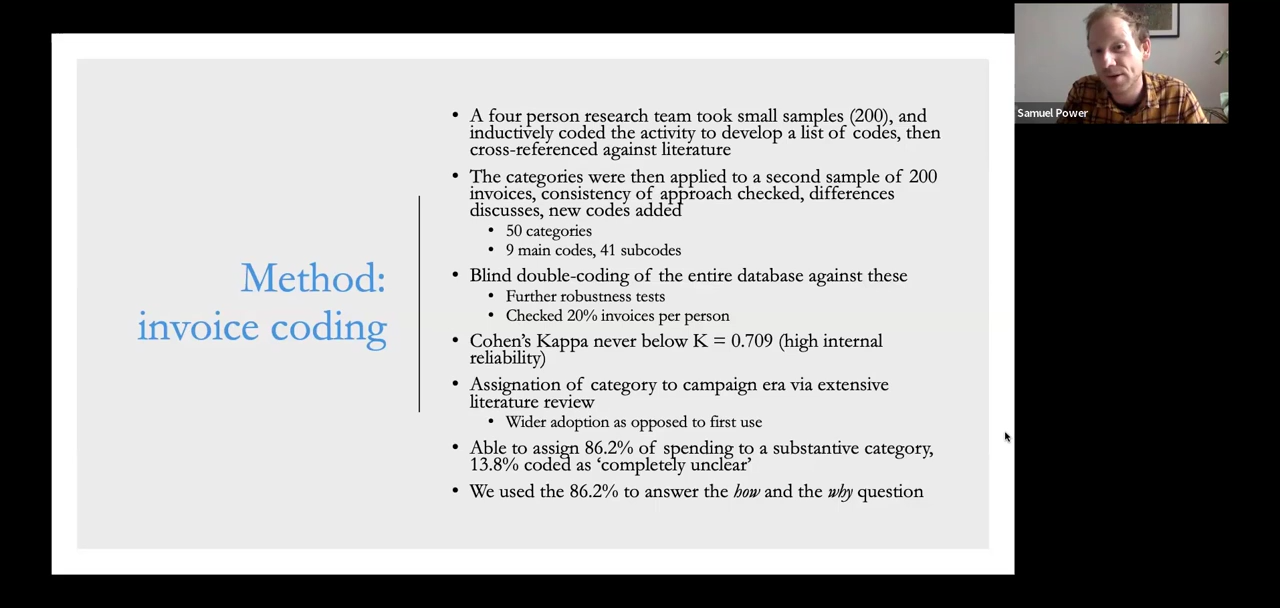 Method:
invoice coding
• A four person research team took small samples (200), and
inductively coded the activity to develop a list of codes, then
cross-referenced against literature
• The categories were then applied to a second sample of 200
invoices, consistency of approach checked, differences
discusses, new codes added
• 50 categories
• 9 main codes, 41 subcodes
• Blind double-coding of the entire database against these
• Further robustness tests
• Checked 20% invoices per person
• Cohen's Kappa never below K = 0.709 (high internal
reliability)
• Assignation of category to campaign era via extensive
literature review
• Wider adoption as opposed to first use
• Able to assign 86.2% of spending to a substantive category,
13.8% coded as 'completely unclear'
• We used the 86.2% to answer the how and the why question
Samuel Power